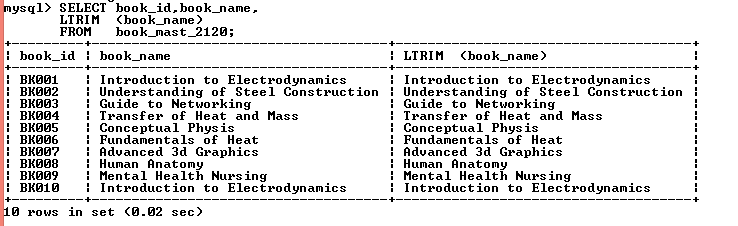 mysql> SELECT book_id,book_name,
LTRIM  (book_name)
FROM   book_mast_2120;
+---------+------------------------------------+------------------------------------+
| book_id | book_name                          | LTRIM  (book_name)                 |
+---------+------------------------------------+------------------------------------+
| BK001   | Introduction to Electrodynamics    | Introduction to Electrodynamics    |
| BK002   | Understanding of Steel Construction | Understanding of Steel Construction |
| BK003   | Guide to Networking                | Guide to Networking                |
| BK004   | Transfer of Heat and Mass          | Transfer of Heat and Mass          |
| BK005   | Conceptual Physis                  | Conceptual Physis                  |
| BK006   | Fundamentals of Heat               | Fundamentals of Heat               |
| BK007   | Advanced 3d Graphics               | Advanced 3d Graphics               |
| BK008   | Human Anatomy                      | Human Anatomy                      |
| BK009   | Mental Health Nursing              | Mental Health Nursing              |
| BK010   | Introduction to Electrodynamics    | Introduction to Electrodynamics    |
+---------+------------------------------------+------------------------------------+
10 rows in set (0.02 sec)